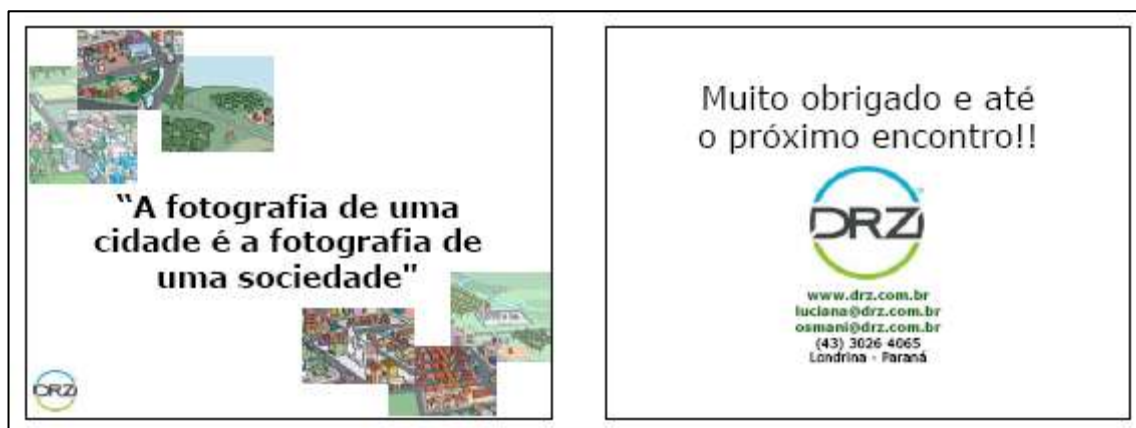 “A fotografia de uma
cidade é a fotografia de
uma sociedade"
DRZ
Muito obrigado e até
o próximo encontro!!
DRZ
www.drz.com.br
luciana@drz.com.br
osmani@drz.com.br
(43) 3026 4065
Londrina - Paraná